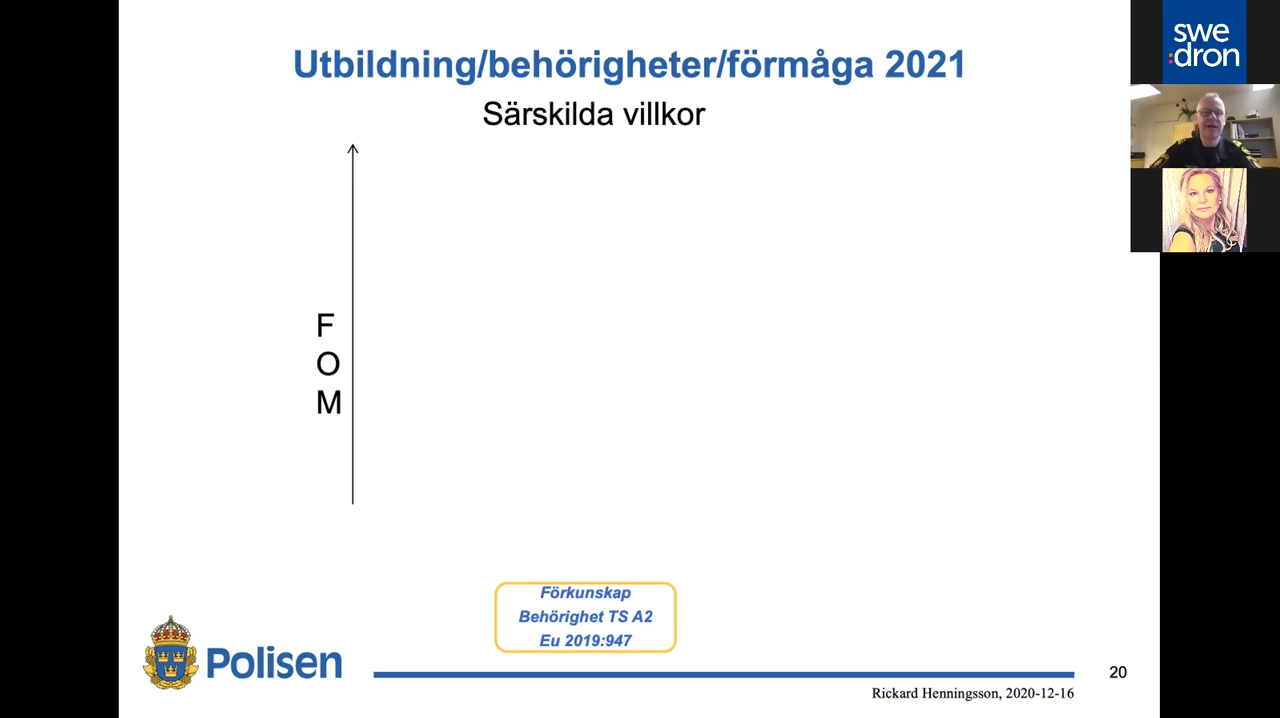 Utbildning/behörigheter/förmåga 2021
Särskilda villkor
F
O
M
Förkunskap
Behörighet TS A2
Eu 2019:947
Polisen
20
Rickard Henningsson, 2020-12-16
swe
:dron